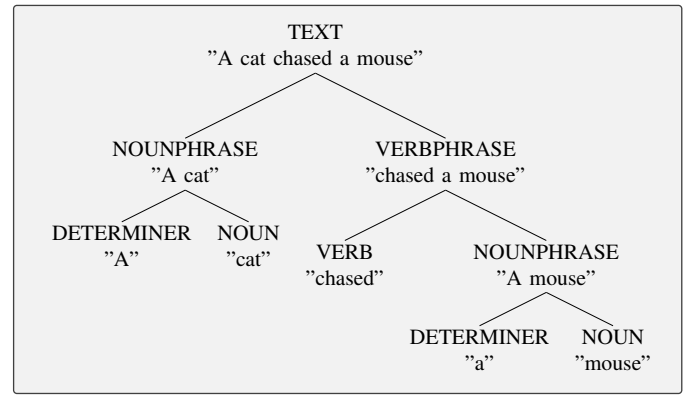 TEXT
”A cat chased a mouse”
NOUNPHRASE VERBPHRASE
”A cat” ”chased a mouse”
DETERMINER NOUN VERB NOUNPHRASE
”A” ”cat” ”chased” ”A mouse”
DETERMINER NOUN
”a” ”mouse”